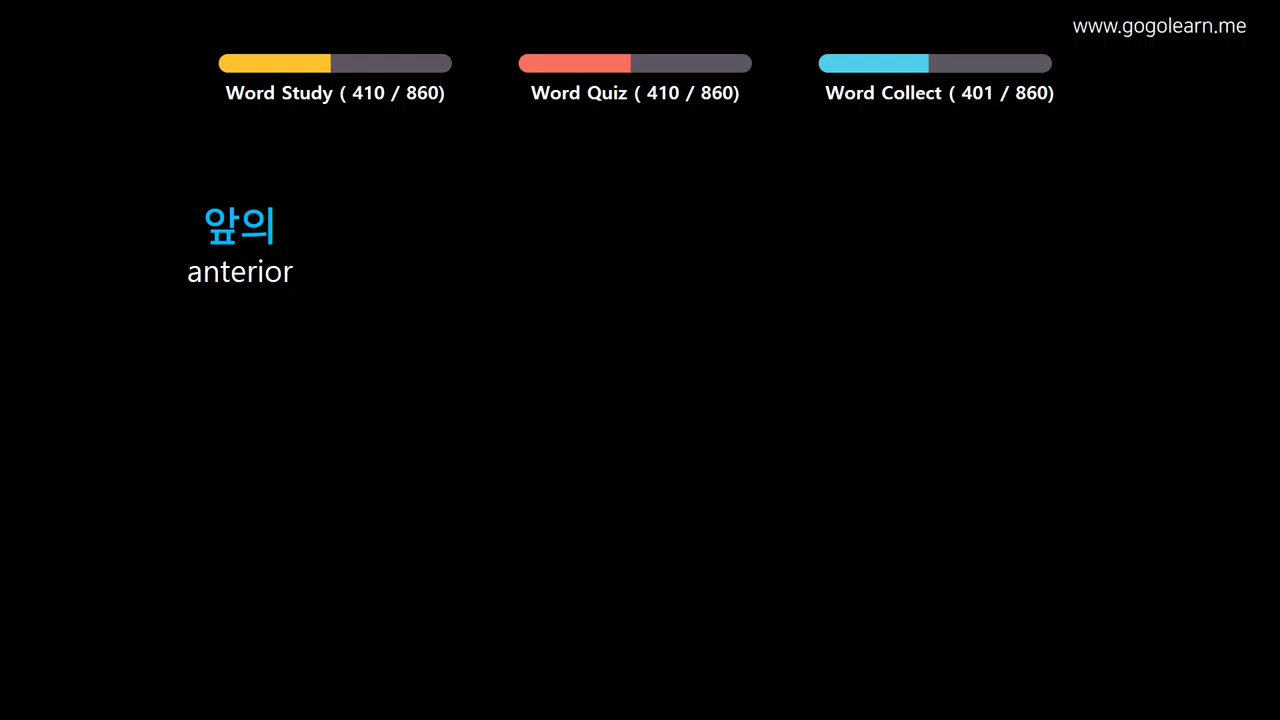 www.gogolearn.me
Word Study ( 410 / 860)
Word Quiz ( 410 / 860)
Word Collect ( 401 / 860)
앞의
anterior